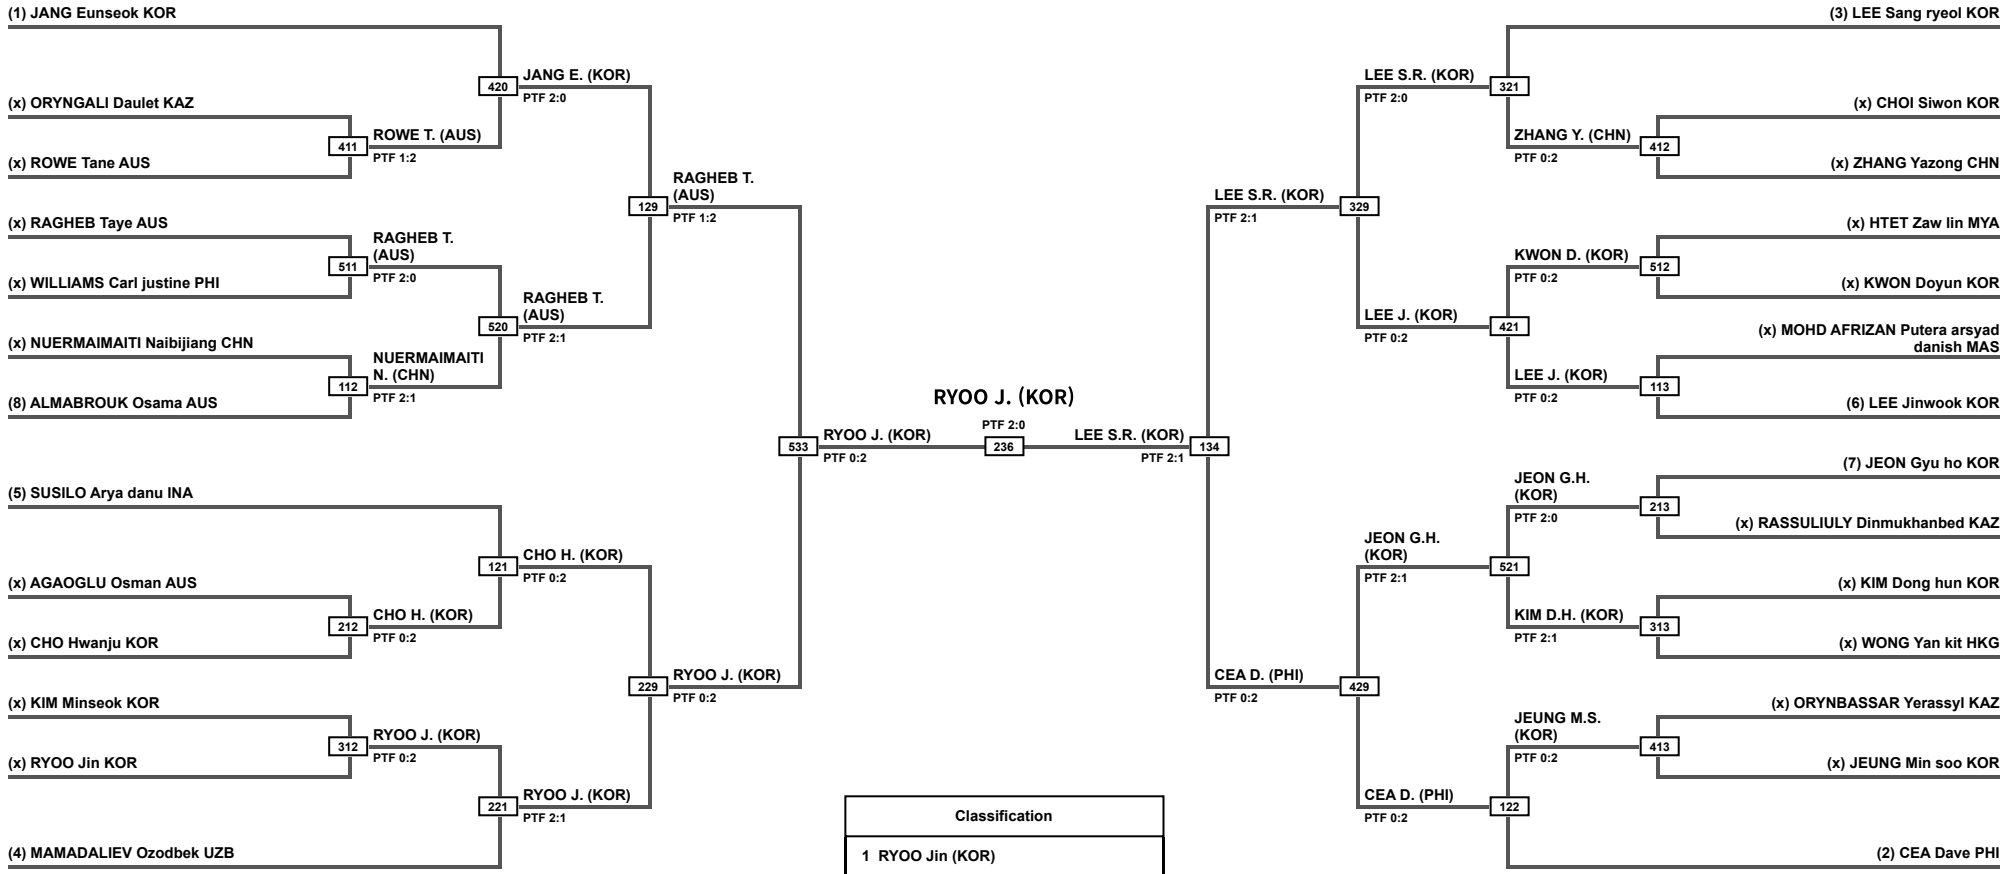 (1) JANG Eunseok KOR
(x) ORYNGALI Daulet KAZ
(x) ROWE Tane AUS
(x) RAGHEB Taye AUS
(x) WILLIAMS Carl justine PHI
(x) NUERMAIMAITI Naibijiang CHN
(8) ALMABROUK Osama AUS
(5) SUSILO Arya danu INA
(x) AGAOGLU Osman AUS
(x) CHO Hwanju KOR
(x) KIM Minseok KOR
(x) RYOO Jin KOR
(4) MAMADALIEV Ozodbek UZB
411
ROWE T. (AUS)
PTF 1:2
511
RAGHEB T.
(AUS)
PTF 2:0
112
NUERMAIMAITI
N. (CHN)
PTF 2:1
212
CHO H. (KOR)
PTF 0:2
312
RYOO J. (KOR)
PTF 0:2
420
JANG E. (KOR)
PTF 2:0
520
RAGHEB T.
(AUS)
PTF 2:1
121
CHO H. (KOR)
PTF 0:2
221
RYOO J. (KOR)
PTF 2:1
129
RAGHEB T.
(AUS)
PTF 1:2
229
RYOO J. (KOR)
PTF 0:2
533
RYOO J. (KOR)
PTF 0:2
RYOO J. (KOR)
PTF 2:0
236
LEE S.R. (KOR)
PTF 2:1
134
LEE S.R. (KOR)
PTF 2:1
329
CEA D. (PHI)
PTF 0:2
429
LEE S.R. (KOR)
PTF 2:0
321
LEE J. (KOR)
PTF 0:2
421
JEON G.H.
(KOR)
PTF 2:1
521
CEA D. (PHI)
PTF 0:2
122
ZHANG Y. (CHN)
PTF 0:2
412
KWON D. (KOR)
PTF 0:2
512
LEE J. (KOR)
PTF 0:2
113
JEON G.H.
(KOR)
PTF 2:0
213
KIM D.H. (KOR)
PTF 2:1
313
JEUNG M.S.
(KOR)
PTF 0:2
413
(3) LEE Sang ryeol KOR
(x) CHOI Siwon KOR
(x) ZHANG Yazong CHN
(x) HTET Zaw lin MYA
(x) KWON Doyun KOR
(x) MOHD AFRIZAN Putera arsyad
danish MAS
(6) LEE Jinwook KOR
(7) JEON Gyu ho KOR
(x) RASSULIULY Dinmukhanbed KAZ
(x) KIM Dong hun KOR
(x) WONG Yan kit HKG
(x) ORYNBASSAR Yerassyl KAZ
(x) JEUNG Min soo KOR
(2) CEA Dave PHI
Classification
1 RYOO Jin (KOR)